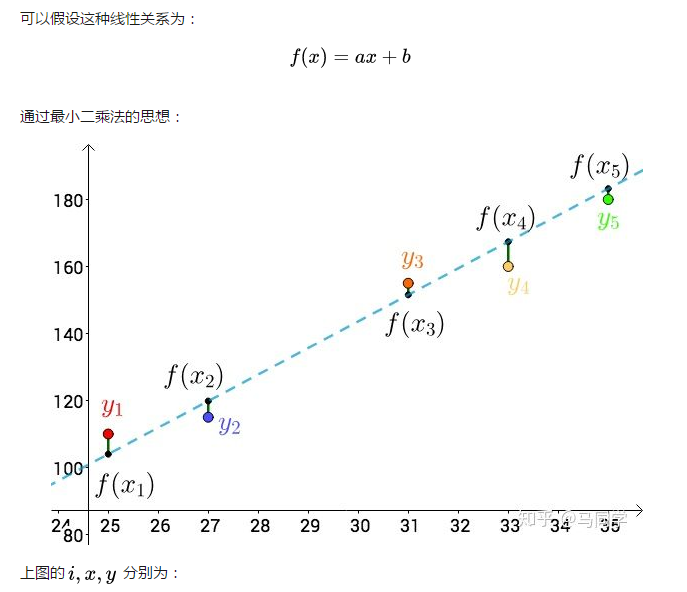 可以假设这种线性关系为：
f(x) = ax + b
通过最小二乘法的思想：
f(x₅)
180
y₅
f(x₄)
y₃
160
y₄
f(x₃)
140
f(x₂)
120
y₁
y₂
100
f(x₁)
知乎 @马同学
24 25 26 27 28 29 30 31 32 33 34 35
80
上图的 i, x, y 分别为：